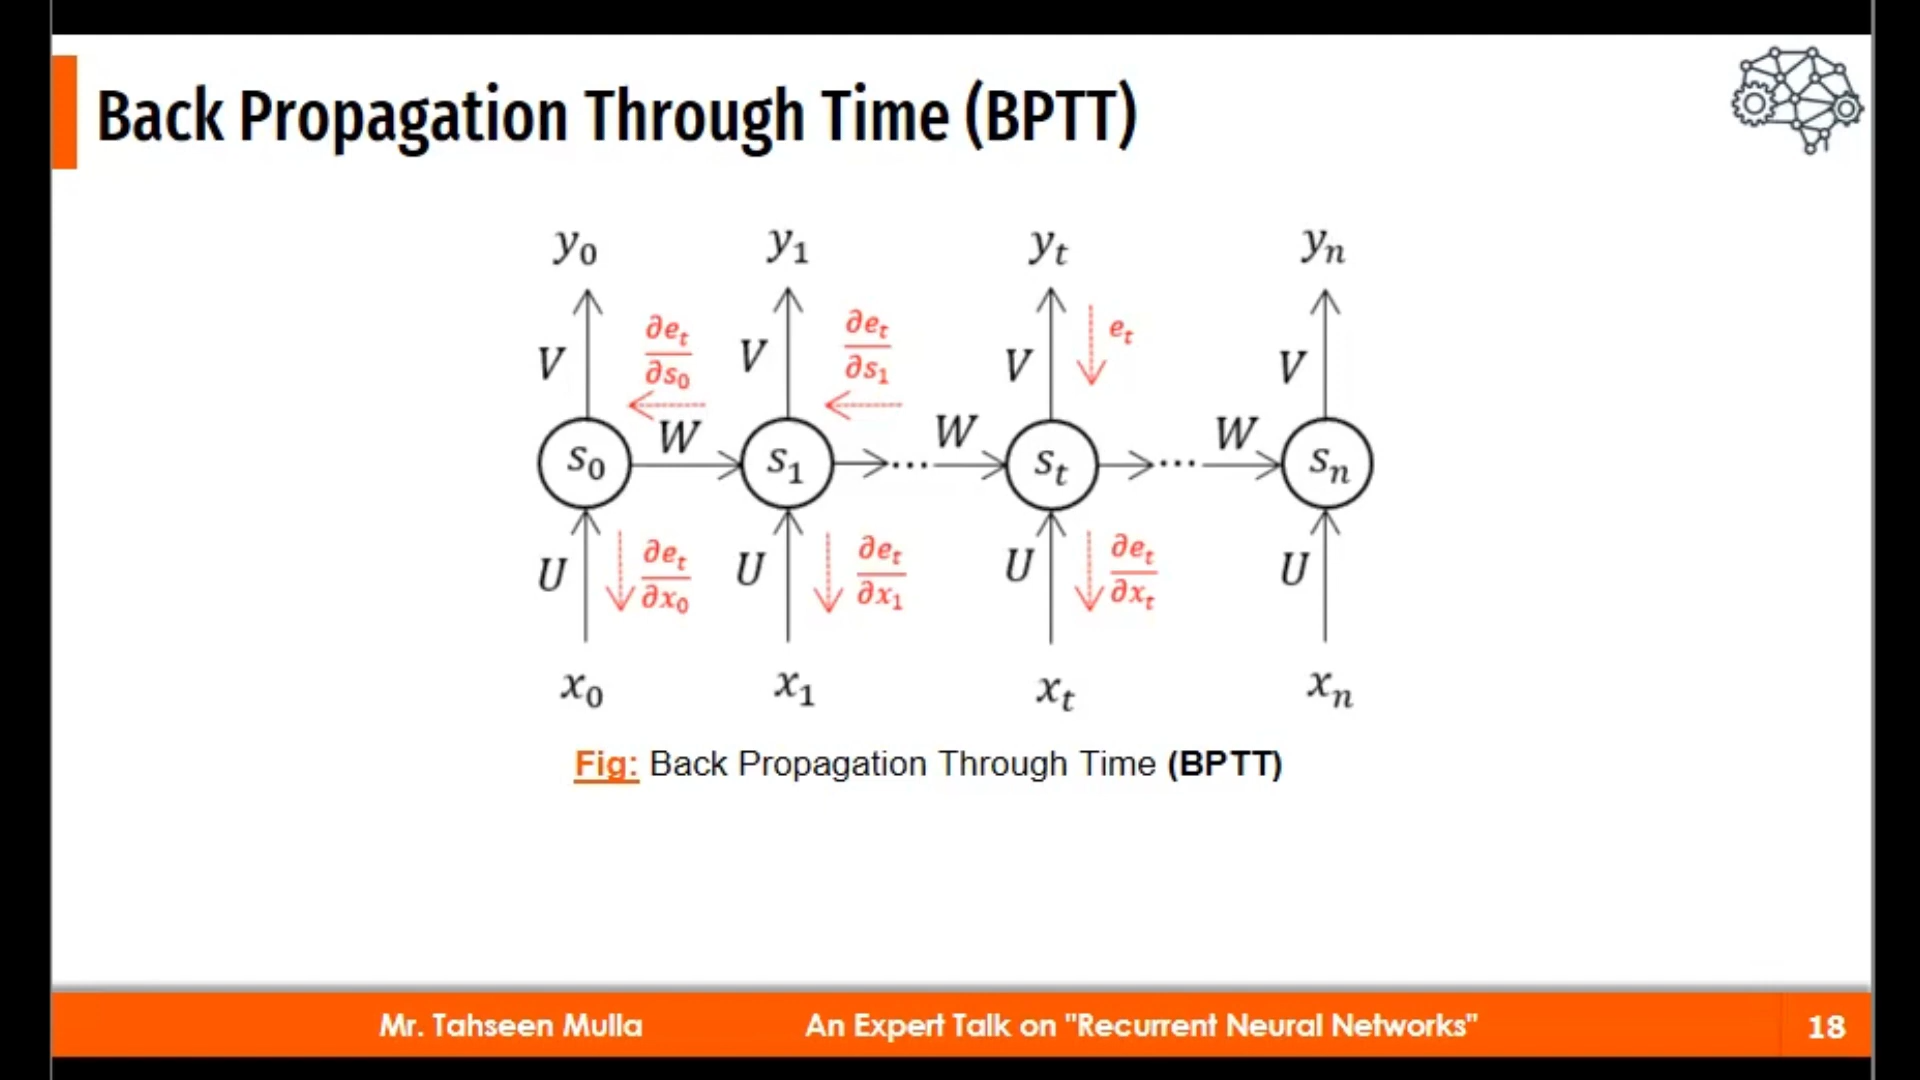 Back Propagation Through Time (BPTT)
y₀ y₁ yₜ yₙ
V ∂eₜ/∂s₀ V ∂eₜ/∂s₁ V eₜ V
s₀ W s₁ ... W sₜ ... W sₙ
U ∂eₜ/∂x₀ U ∂eₜ/∂x₁ U ∂eₜ/∂xₜ U
x₀ x₁ xₜ xₙ
Fig: Back Propagation Through Time (BPTT)
Mr. Tahseen Mulla An Expert Talk on "Recurrent Neural Networks" 18